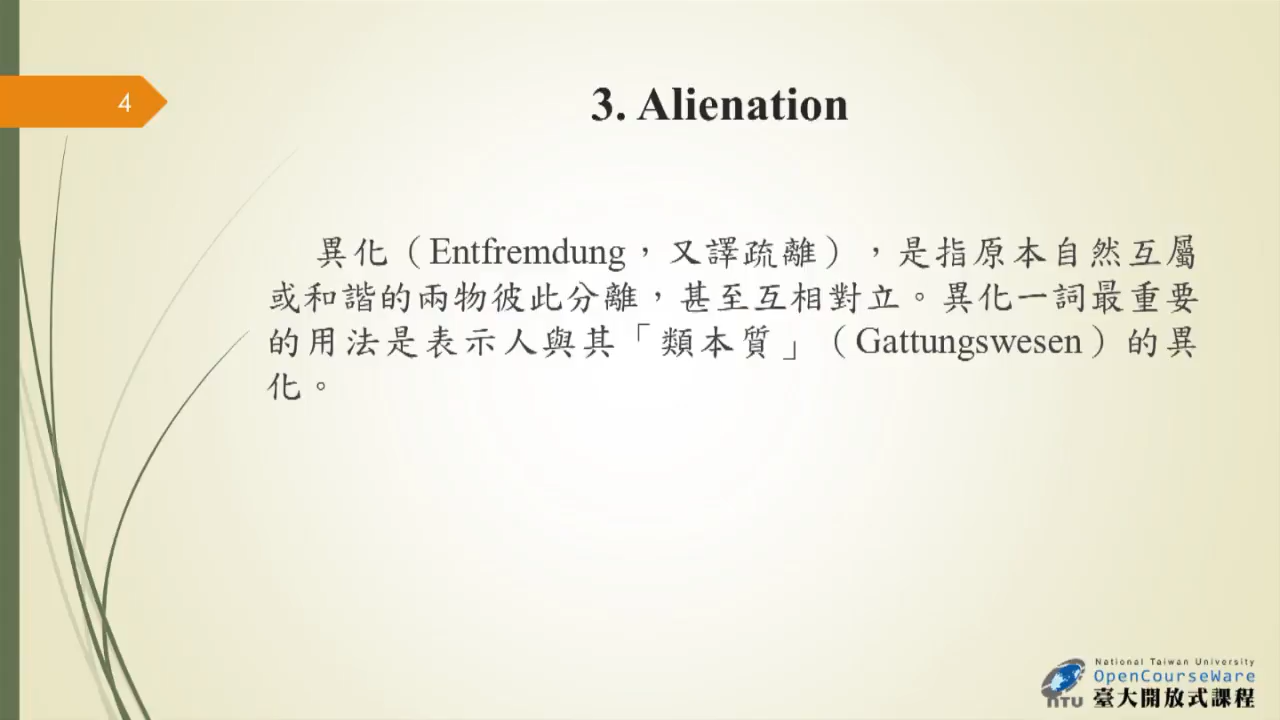 4
3. Alienation
異化（Entfremdung，又譯疏離），是指原本自然互屬
或和諧的兩物彼此分離，甚至互相對立。異化一詞最重要
的用法是表示人與其「類本質」（Gattungswesen）的異
化。
National Taiwan University
OpenCourseWare
NTU 臺大開放式課程